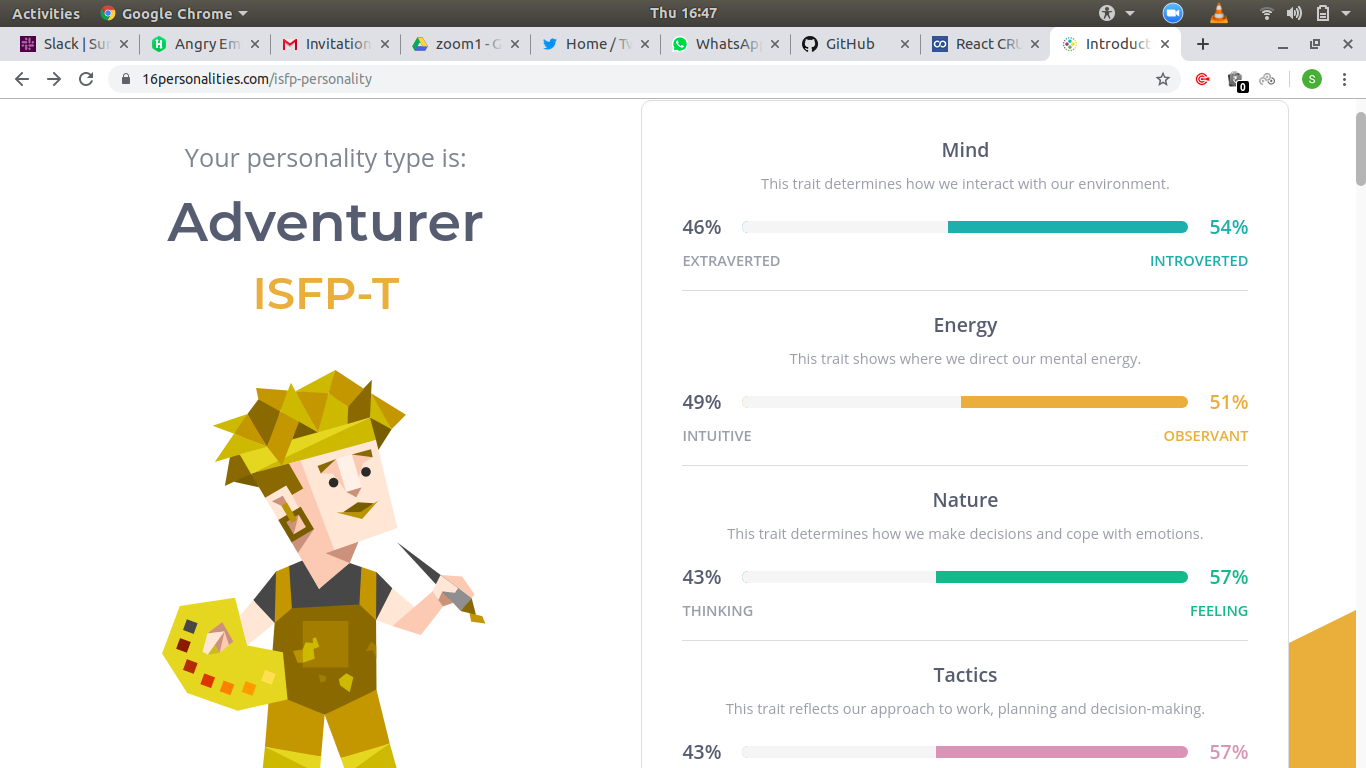 Activities
Google Chrome
Thu 16:47
Slack | Sur
Angry Em
Invitation
zoom1 - G
Home / Tw
WhatsApp
GitHub
React CRU
Introduct
16personalities.com/isfp-personality
0
S
Your personality type is:
Adventurer
ISFP-T
Mind
This trait determines how we interact with our environment.
46%
54%
EXTRAVERTED
INTROVERTED
Energy
This trait shows where we direct our mental energy.
49%
51%
INTUITIVE
OBSERVANT
Nature
This trait determines how we make decisions and cope with emotions.
43%
57%
THINKING
FEELING
Tactics
This trait reflects our approach to work, planning and decision-making.
43%
57%